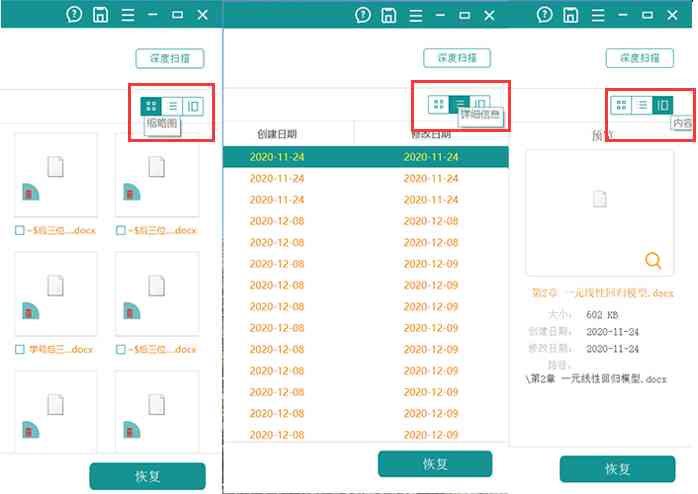 深度扫描
缩略图
~$后三位....docx
~$后三位....docx
学号后三....docx
~$后三位....docx
恢复
深度扫描
详细信息
创建日期 修改日期
2020-11-24 2020-11-24
2020-11-24 2020-11-24
2020-11-24 2020-11-24
2020-12-08 2020-12-08
2020-12-08 2020-12-08
2020-12-08 2020-12-09
2020-12-08 2020-12-09
2020-12-08 2020-12-09
2020-12-08 2020-12-09
2020-12-08 2020-12-09
2020-12-08 2020-12-09
2020-12-08 2020-12-09
2020-12-08 2020-12-09
2020-12-08 2020-12-09
恢复
深度扫描
内容
预览
第2章 一元线性回归模型.docx
大小: 602 KB
创建日期: 2020-11-24
修改日期: 2020-11-24
路径:
\第2章 一元线性回归模型.docx
恢复